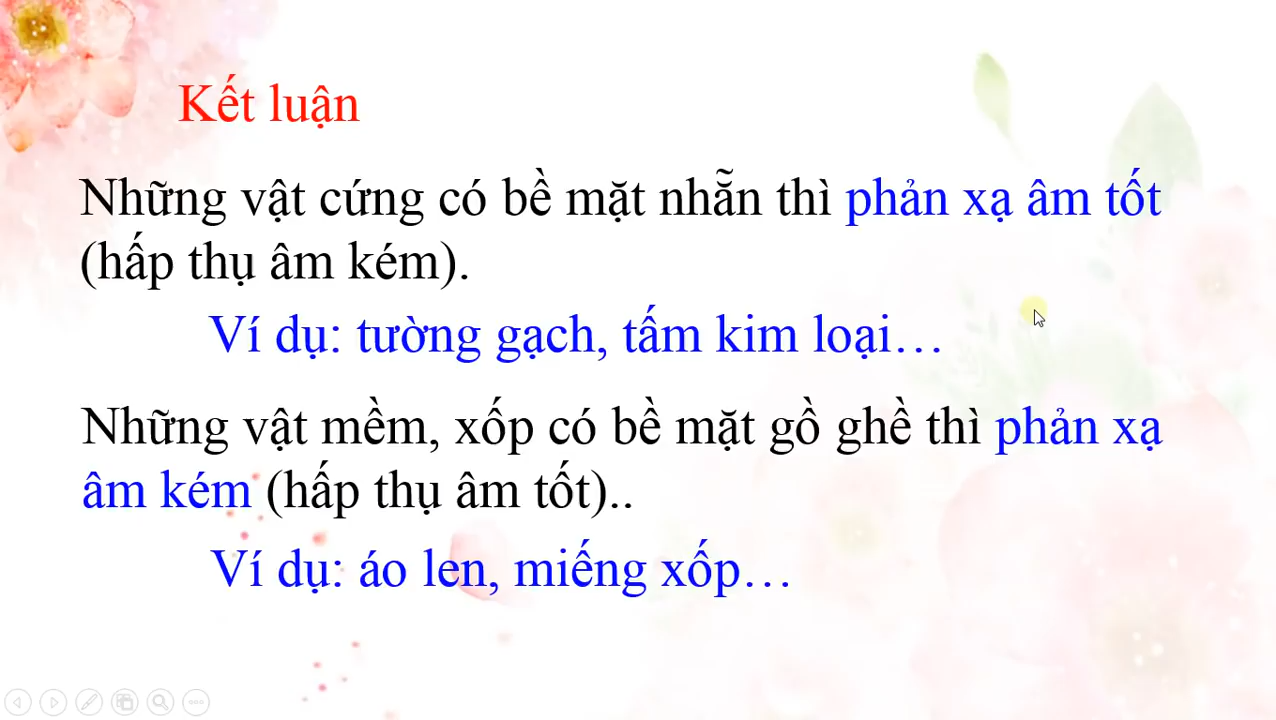 Kết luận
Những vật cứng có bề mặt nhẵn thì phản xạ âm tốt
(hấp thụ âm kém).
Ví dụ: tường gạch, tấm kim loại…
Những vật mềm, xốp có bề mặt gồ ghề thì phản xạ
âm kém (hấp thụ âm tốt)..
Ví dụ: áo len, miếng xốp…